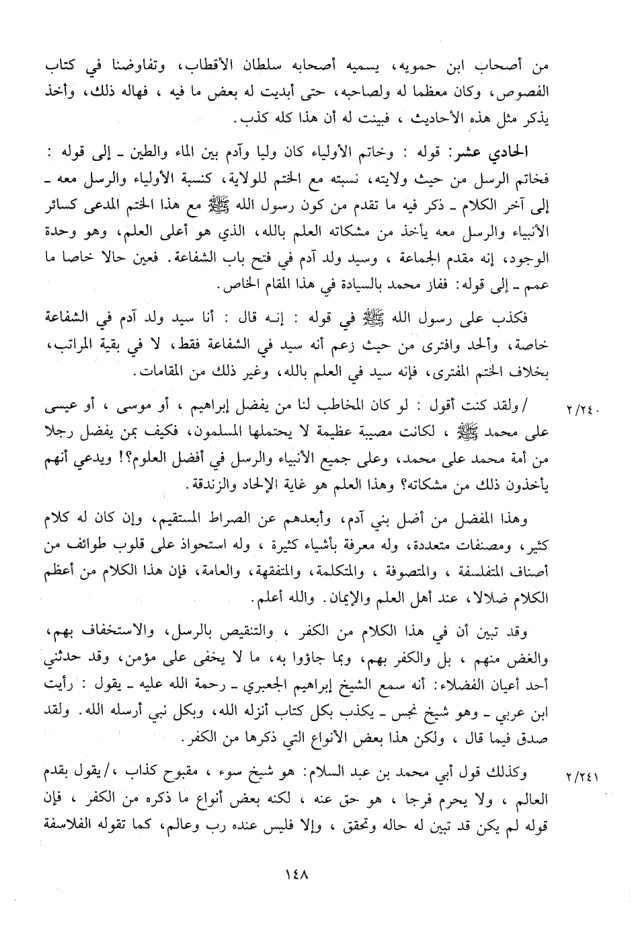 من أصحاب ابن حمويه، يسميه أصحابه سلطان الأقطاب، وتفاوضنا في كتاب
الفصوص، وكان معظما له ولصاحبه، حتى أبديت له بعض ما فيه ، فهاله ذلك، وأخذ
يذكر مثل هذه الأحاديث ، فبينت له أن هذا كله كذب.
الحادي عشر: قوله : وخاتم الأولياء كان وليا وآدم بين الماء والطين ـ إلى قوله :
فخاتم الرسل من حيث ولايته، نسبته مع الختم للولاية، كنسبة الأولياء والرسل معه ـ
إلى آخر الكلام ـ ذكر فيه ما تقدم من كون رسول الله ﷺ مع هذا الختم المدعى كسائر
الأنبياء والرسل معه يأخذ من مشكاته العلم بالله، الذي هو أعلى العلم، وهو وحدة
الوجود، إنه مقدم الجماعة ، وسيد ولد آدم في فتح باب الشفاعة. فعين حالا خاصا ما
عمم ـ إلى قوله: ففاز محمد بالسيادة في هذا المقام الخاص.
فكذب على رسول الله ﷺ في قوله : إنه قال : أنا سيد ولد آدم في الشفاعة
خاصة، وألحد وافترى من حيث زعم أنه سيد في الشفاعة فقط، لا في بقية المراتب،
بخلاف الختم المفترى، فإنه سيد في العلم بالله، وغير ذلك من المقامات.
٢/٢٤٠ /ولقد كنت أقول : لو كان المخاطب لنا من يفضل إبراهيم ، أو موسى ، أو عيسى
على محمد ﷺ ، لكانت مصيبة عظيمة لا يحتملها المسلمون، فكيف بمن يفضل رجلا
من أمة محمد على محمد، وعلى جميع الأنبياء والرسل في أفضل العلوم؟! ويدعي أنهم
يأخذون ذلك من مشكاته؟ وهذا العلم هو غاية الإلحاد والزندقة.
وهذا المفضل من أضل بني آدم، وأبعدهم عن الصراط المستقيم، وإن كان له كلام
كثير، ومصنفات متعددة، وله معرفة بأشياء كثيرة ، وله استحواذ على قلوب طوائف من
أصناف المتفلسفة ، والمتصوفة ، والمتكلمة، والمتفقهة، والعامة، فإن هذا الكلام من أعظم
الكلام ضلالا، عند أهل العلم والإيمان. والله أعلم.
وقد تبين أن في هذا الكلام من الكفر ، والتنقيص بالرسل، والاستخفاف بهم،
والغض منهم ، بل والكفر بهم، وبما جاؤوا به، ما لا يخفى على مؤمن، وقد حدثني
أحد أعيان الفضلاء: أنه سمع الشيخ إبراهيم الجعبري ـ رحمة الله عليه ـ يقول : رأيت
ابن عربي ـ وهو شيخ نجس ـ يكذب بكل كتاب أنزله الله، وبكل نبي أرسله الله. ولقد
صدق فيما قال ، ولكن هذا بعض الأنواع التي ذكرها من الكفر.
٢/٢٤١ وكذلك قول أبي محمد بن عبد السلام: هو شيخ سوء ، مقبوح كذاب ،/يقول بقدم
العالم ، ولا يحرم فرجا ، هو حق عنه ، لكنه بعض أنواع ما ذكره من الكفر ، فإن
قوله لم يكن قد تبين له حاله وتحقق ، وإلا فليس عنده رب وعالم، كما تقوله الفلاسفة
١٤٨